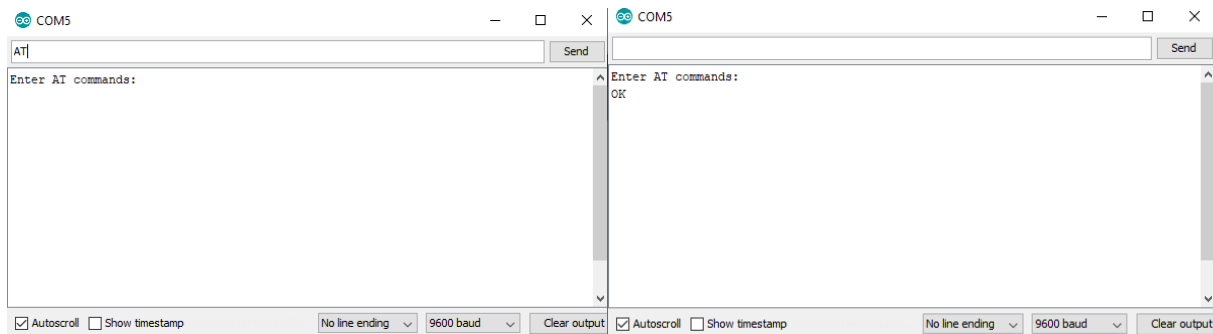 COM5
AT
Send
Enter AT commands:
Autoscroll Show timestamp No line ending 9600 baud Clear output
COM5
Send
Enter AT commands:
OK
Autoscroll Show timestamp No line ending 9600 baud Clear output